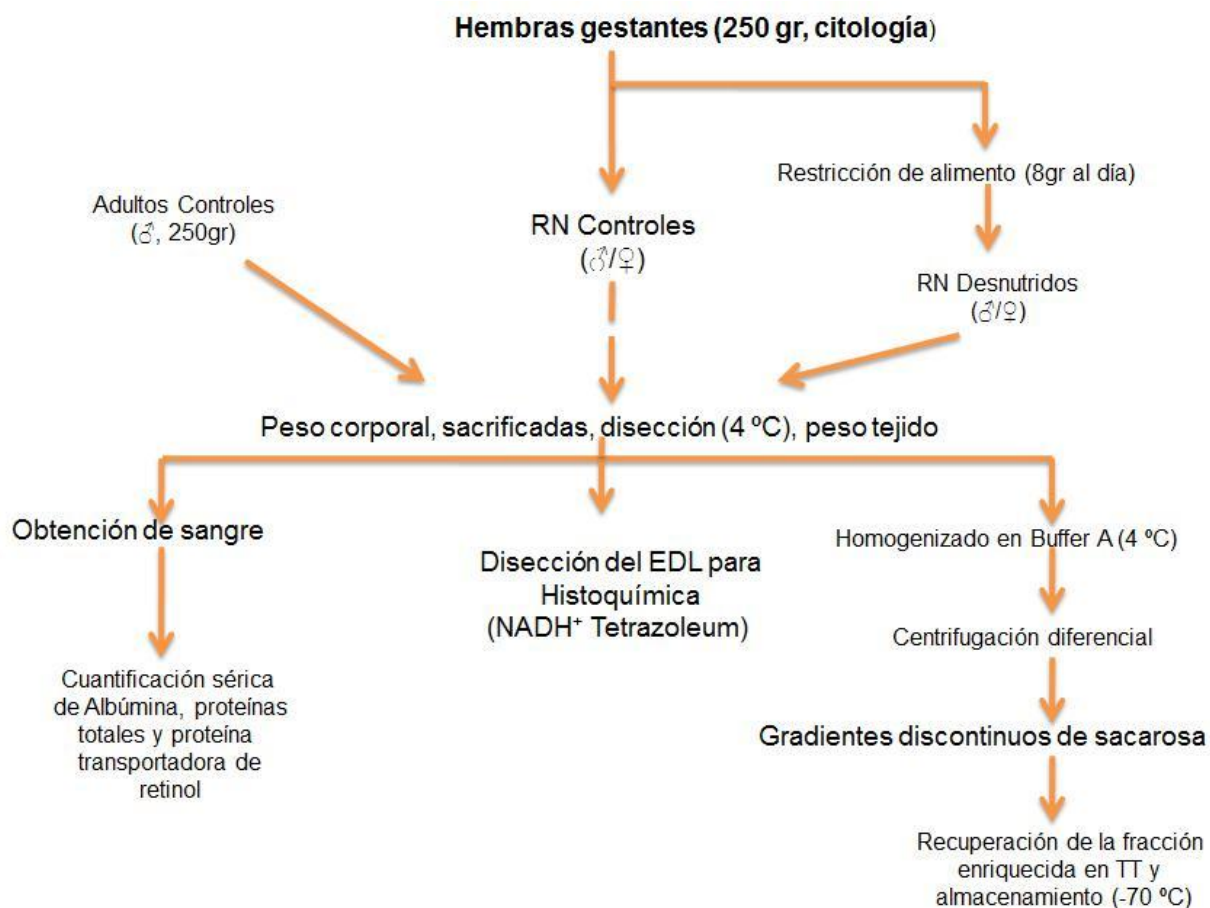 Hembras gestantes (250 gr, citología)
Restricción de alimento (8gr al día)
Adultos Controles
(♂, 250gr)
RN Controles
(♂/♀)
RN Desnutridos
(♂/♀)
Peso corporal, sacrificadas, disección (4 ºC), peso tejido
Obtención de sangre
Disección del EDL para
Histoquímica
(NADH⁺ Tetrazoleum)
Homogenizado en Buffer A (4 ºC)
Centrifugación diferencial
Cuantificación sérica
de Albúmina, proteínas
totales y proteína
transportadora de
retinol
Gradientes discontinuos de sacarosa
Recuperación de la fracción
enriquecida en TT y
almacenamiento (-70 ºC)